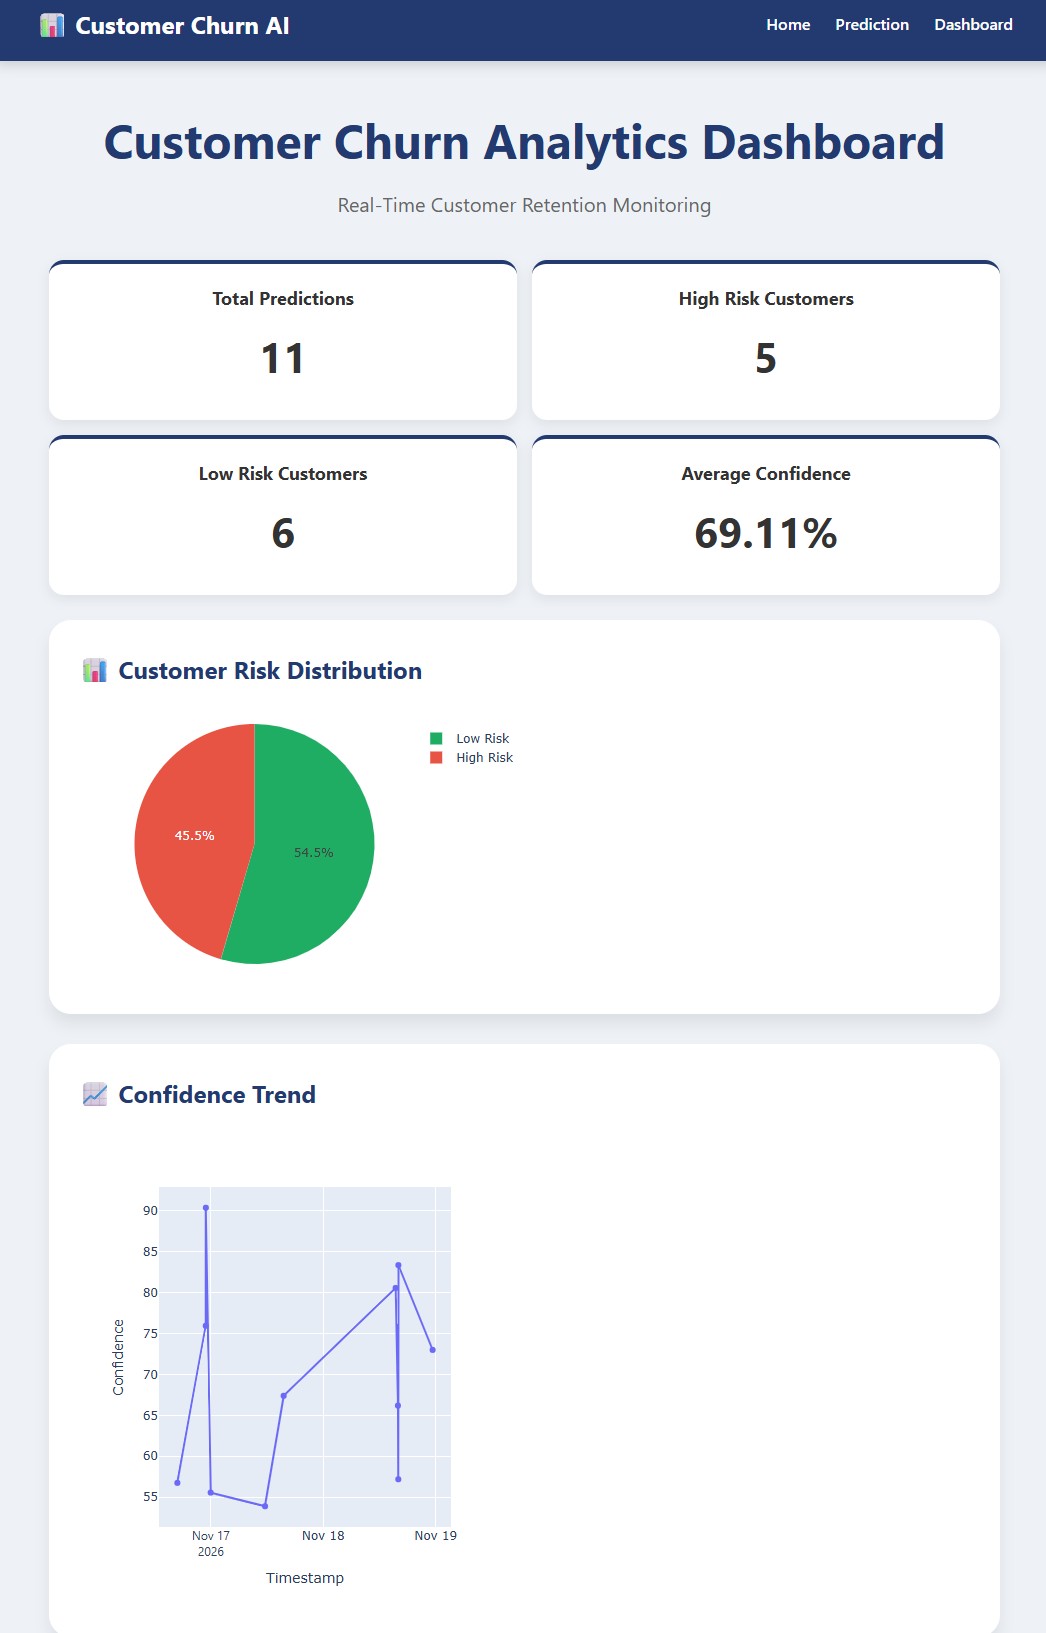 Customer Churn AI
Home Prediction Dashboard
Customer Churn Analytics Dashboard
Real-Time Customer Retention Monitoring
Total Predictions
11
High Risk Customers
5
Low Risk Customers
6
Average Confidence
69.11%
Customer Risk Distribution
Low Risk
High Risk
45.5%
54.5%
Confidence Trend
90
85
80
75
70
65
60
55
Confidence
Nov 17
2026
Nov 18
Nov 19
Timestamp